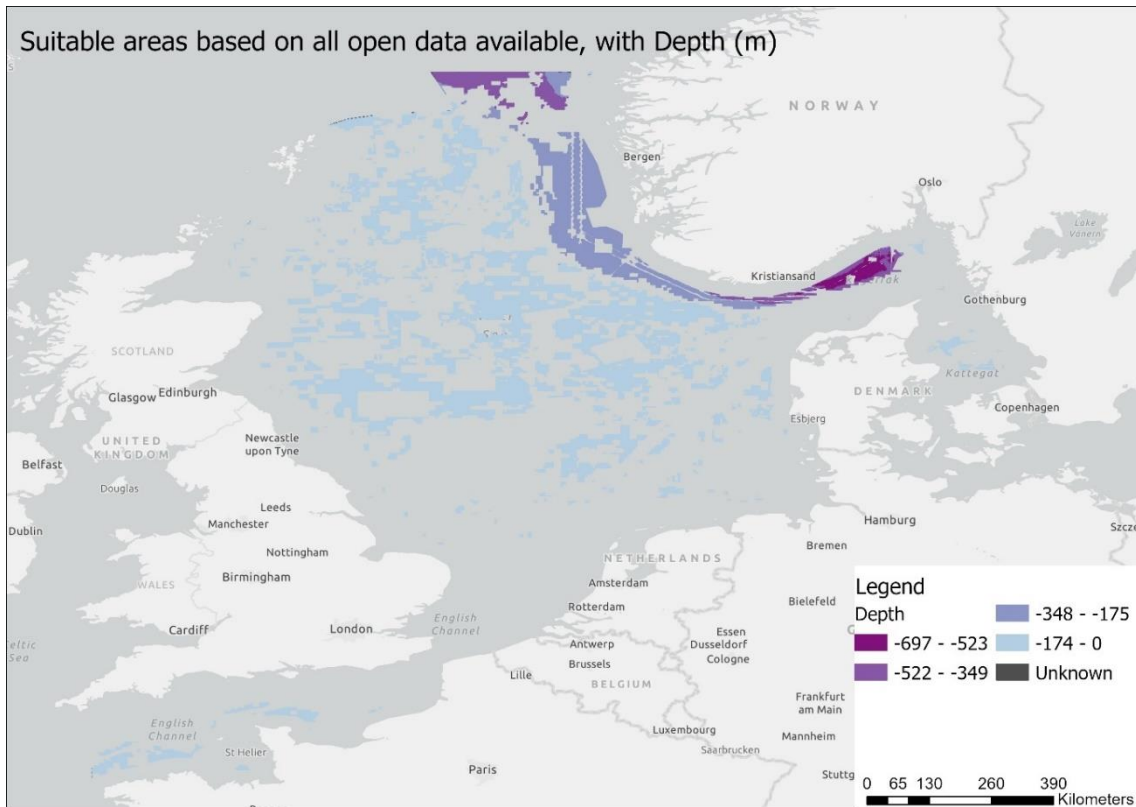 Suitable areas based on all open data available, with Depth (m)
NORWAY
Bergen
Oslo
Lake
Vänern
Kristiansand
Gothenburg
SCOTLAND
Kattegat
Glasgow Edinburgh
DENMARK
Copenhagen
Esbjerg
UNITED
KINGDOM
Newcastle
upon Tyne
Belfast
Douglas
Leeds
Dublin
Manchester
Hamburg
Szcze
Nottingham
Bremen
NETHERLANDS
WALES
Birmingham
Amsterdam
Rotterdam
Bielefeld
English
Channel
eltic
Sea
Cardiff
London
Antwerp
Essen
Dusseldorf
Brussels
Cologne
Lille
BELGIUM
Frankfurt
am Main
English
Channel
Luxembourg
Mannheim
St Helier
Saarbrucken
Paris
Stuttg
Legend
Depth
-697 - -523
-522 - -349
-348 - -175
-174 - 0
Unknown
0 65 130 260 390
Kilometers